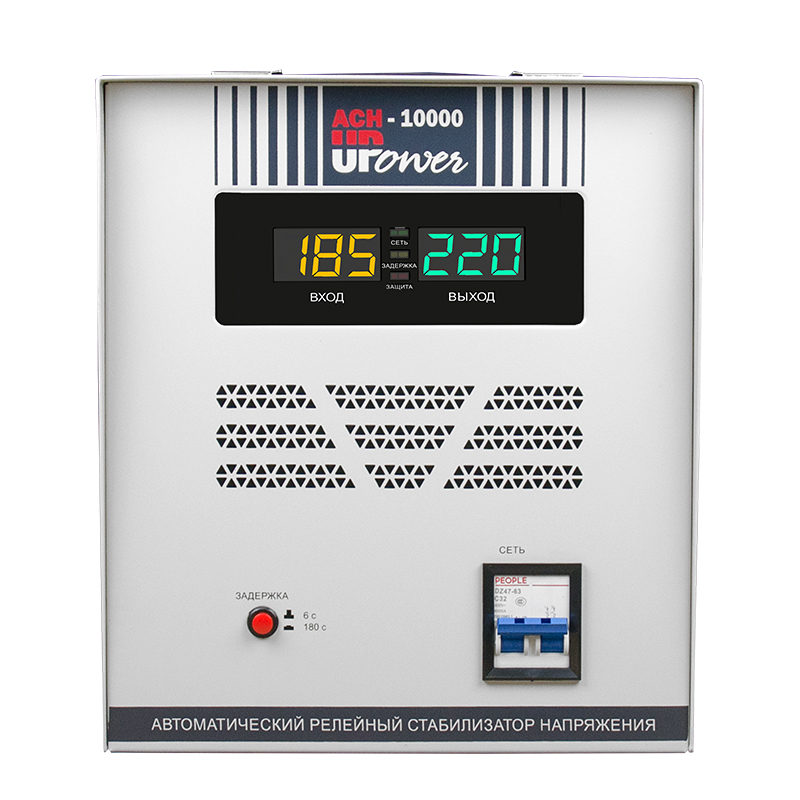 АСН - 10000
UPower
185
220
СЕТЬ
ЗАДЕРЖКА
ЗАЩИТА
ВХОД
ВЫХОД
СЕТЬ
PEOPLE
DZ47-63
C32
ЗАДЕРЖКА
6 с
180 с
АВТОМАТИЧЕСКИЙ РЕЛЕЙНЫЙ СТАБИЛИЗАТОР НАПРЯЖЕНИЯ